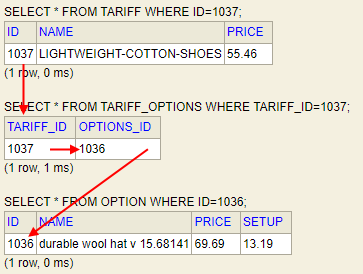 SELECT * FROM TARIFF WHERE ID=1037;
ID NAME PRICE
1037 LIGHTWEIGHT-COTTON-SHOES 55.46
(1 row, 0 ms)
SELECT * FROM TARIFF_OPTIONS WHERE TARIFF_ID=1037;
TARIFF_ID OPTIONS_ID
1037 1036
(1 row, 1 ms)
SELECT * FROM OPTION WHERE ID=1036;
ID NAME PRICE SETUP
1036 durable wool hat v 15.68141 69.69 13.19
(1 row, 0 ms)